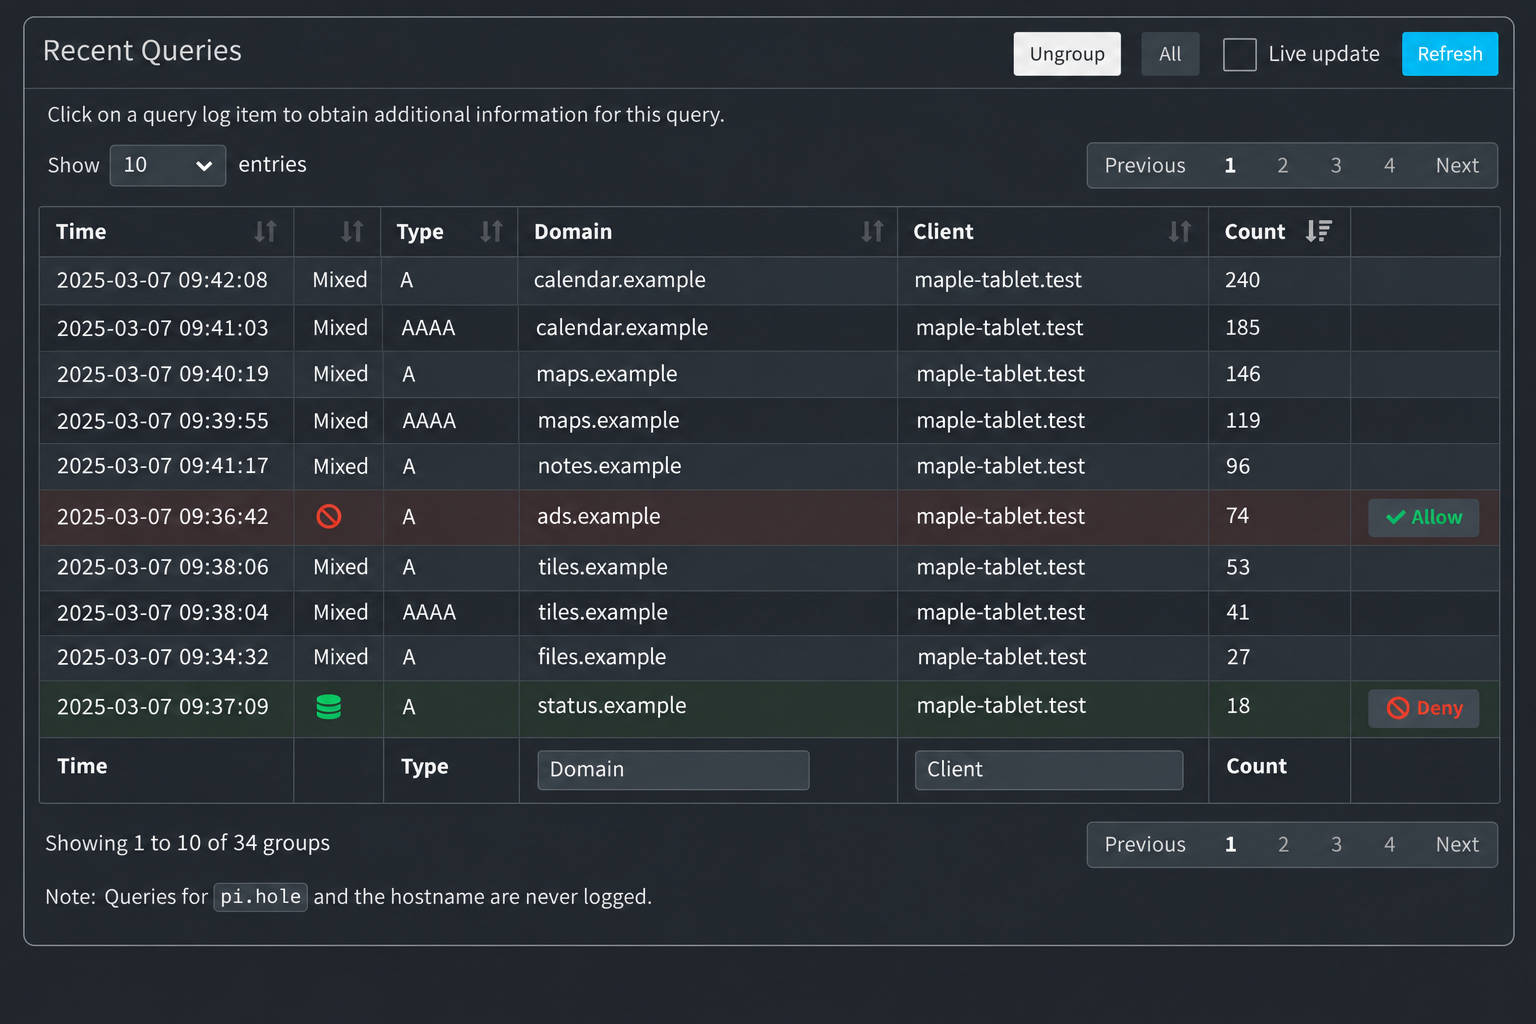 Recent Queries
Ungroup All Live update Refresh
Click on a query log item to obtain additional information for this query.
Show 10 entries
Previous 1 2 3 4 Next
Time Type Domain Client Count
2025-03-07 09:42:08 Mixed A calendar.example maple-tablet.test 240
2025-03-07 09:41:03 Mixed AAAA calendar.example maple-tablet.test 185
2025-03-07 09:40:19 Mixed A maps.example maple-tablet.test 146
2025-03-07 09:39:55 Mixed AAAA maps.example maple-tablet.test 119
2025-03-07 09:41:17 Mixed A notes.example maple-tablet.test 96
2025-03-07 09:36:42 A ads.example maple-tablet.test 74 Allow
2025-03-07 09:38:06 Mixed A tiles.example maple-tablet.test 53
2025-03-07 09:38:04 Mixed AAAA tiles.example maple-tablet.test 41
2025-03-07 09:34:32 Mixed A files.example maple-tablet.test 27
2025-03-07 09:37:09 A status.example maple-tablet.test 18 Deny
Time Type Domain Client Count
Showing 1 to 10 of 34 groups
Previous 1 2 3 4 Next
Note: Queries for pi.hole and the hostname are never logged.